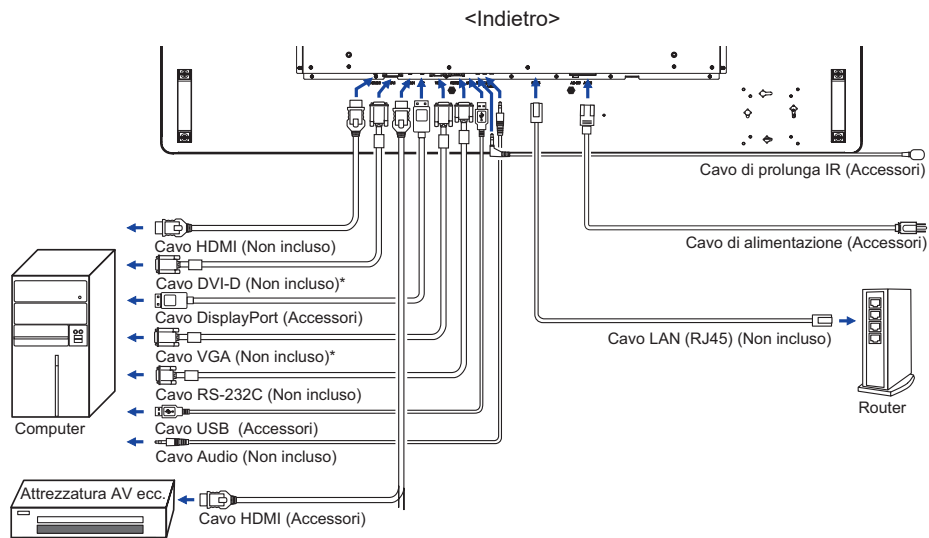 <Indietro>
Cavo di prolunga IR (Accessori)
Cavo di alimentazione (Accessori)
Cavo HDMI (Non incluso)
Cavo DVI-D (Non incluso)*
Cavo DisplayPort (Accessori)
Cavo VGA (Non incluso)*
Cavo LAN (RJ45) (Non incluso)
Cavo RS-232C (Non incluso)
Router
Computer
Cavo USB (Accessori)
Cavo Audio (Non incluso)
Attrezzatura AV ecc.
Cavo HDMI (Accessori)